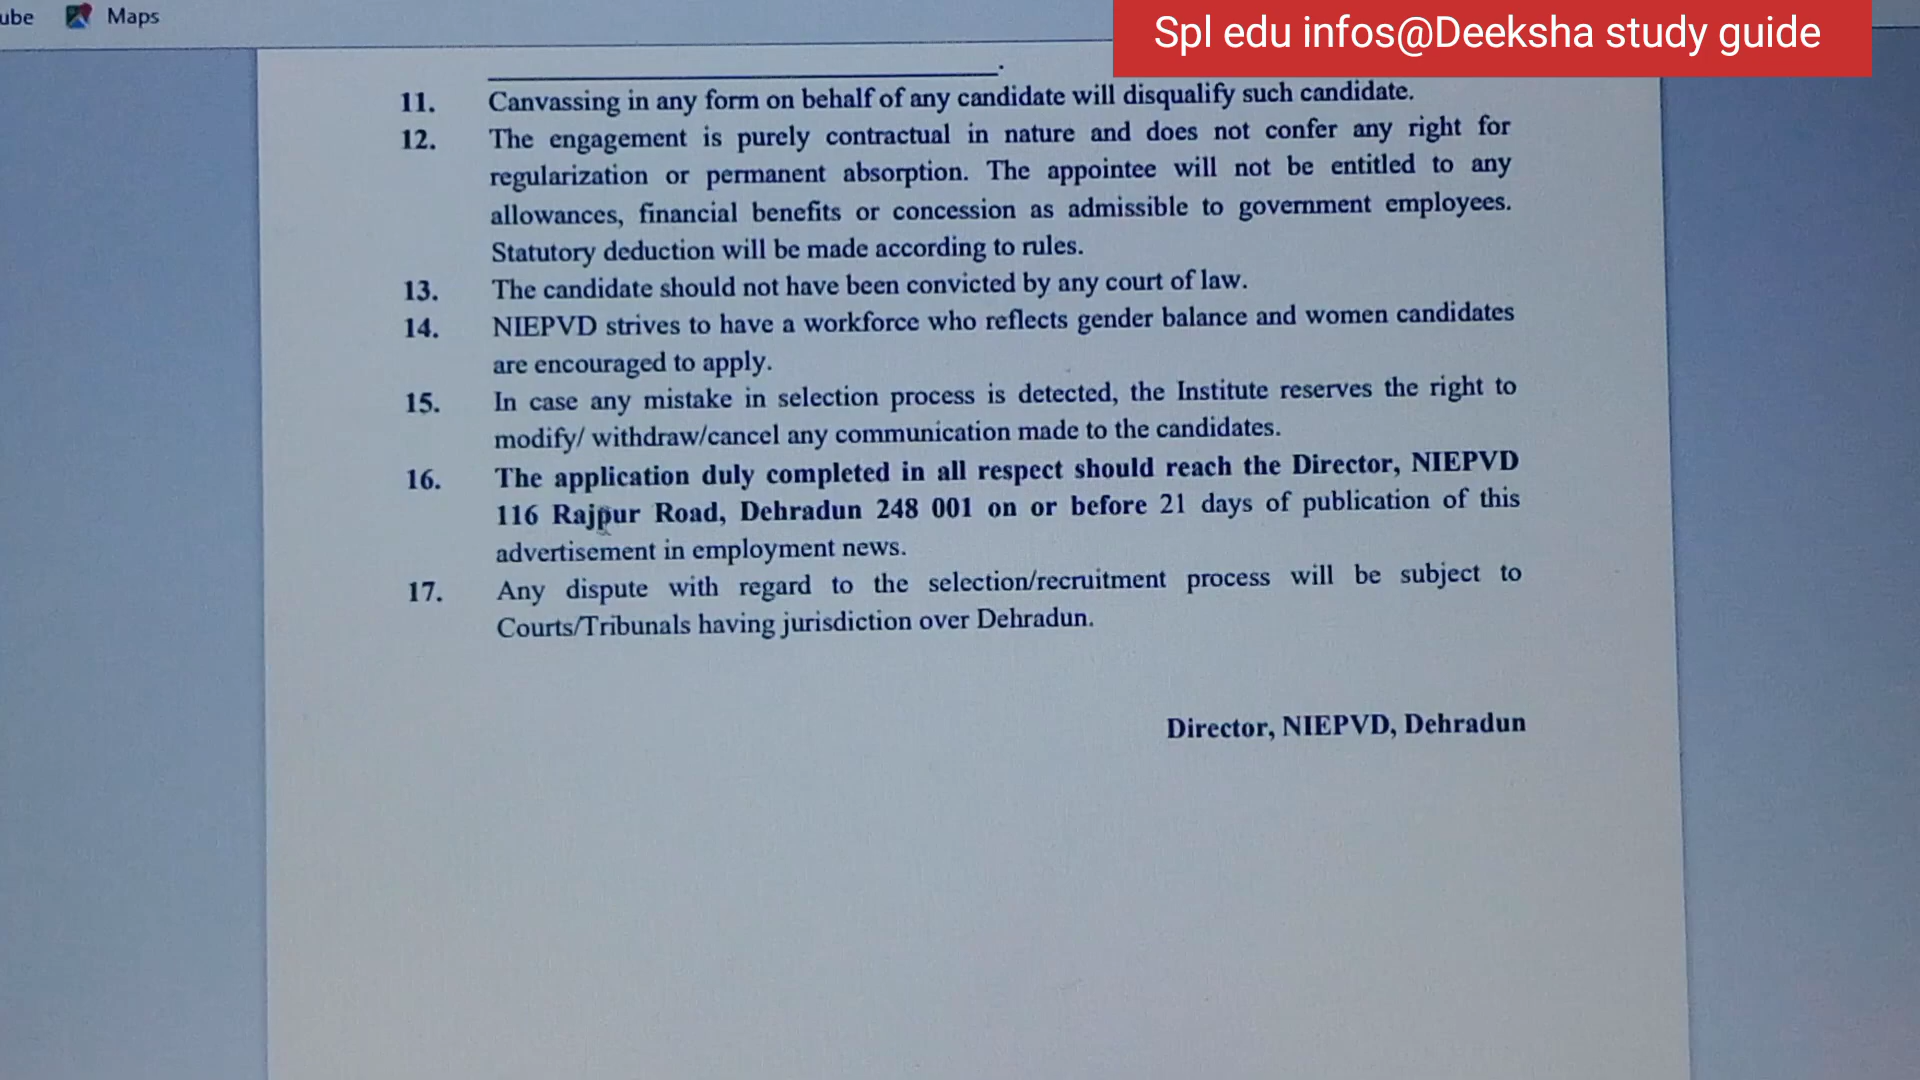 ube Maps
Spl edu infos@Deeksha study guide
11. Canvassing in any form on behalf of any candidate will disqualify such candidate.
12. The engagement is purely contractual in nature and does not confer any right for
regularization or permanent absorption. The appointee will not be entitled to any
allowances, financial benefits or concession as admissible to government employees.
Statutory deduction will be made according to rules.
13. The candidate should not have been convicted by any court of law.
14. NIEPVD strives to have a workforce who reflects gender balance and women candidates
are encouraged to apply.
15. In case any mistake in selection process is detected, the Institute reserves the right to
modify/ withdraw/cancel any communication made to the candidates.
16. The application duly completed in all respect should reach the Director, NIEPVD
116 Rajpur Road, Dehradun 248 001 on or before 21 days of publication of this
advertisement in employment news.
17. Any dispute with regard to the selection/recruitment process will be subject to
Courts/Tribunals having jurisdiction over Dehradun.
Director, NIEPVD, Dehradun